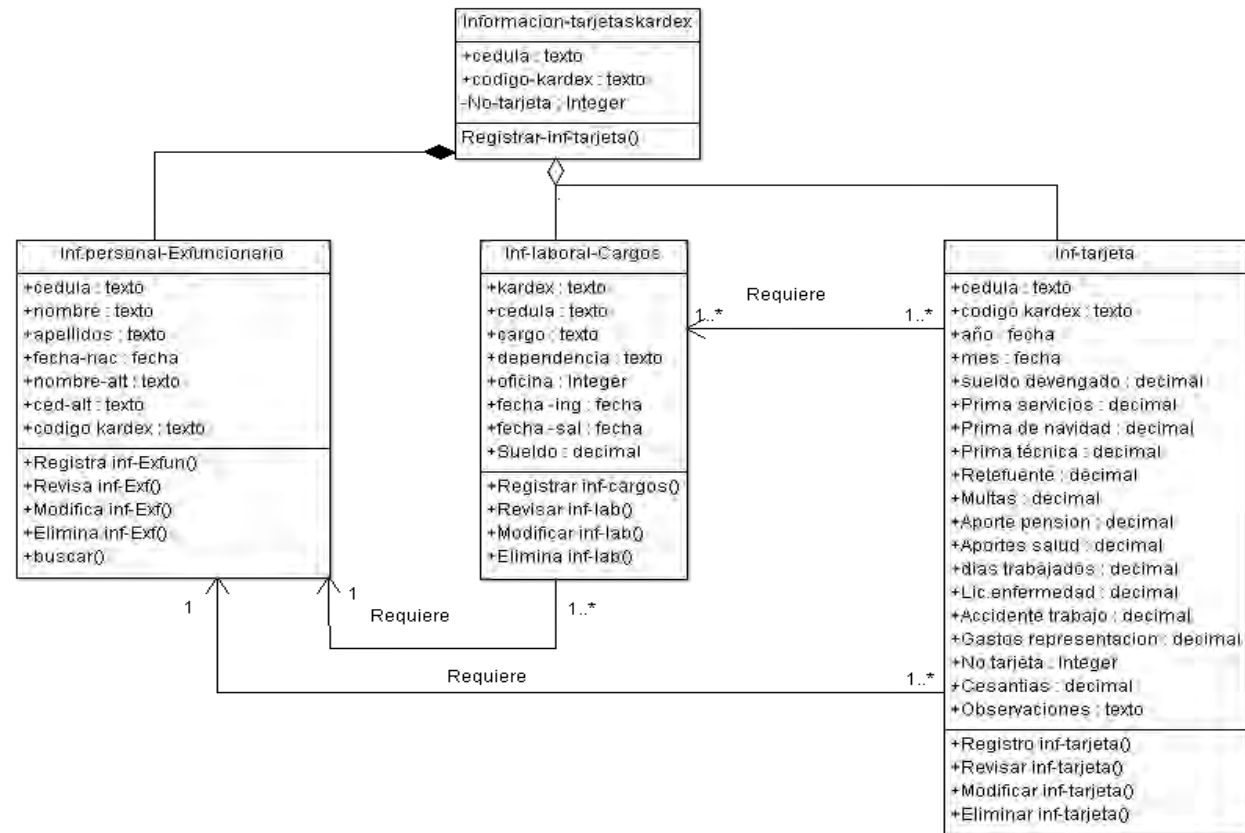 Informacion-tarjetaskardex
+cedula : texto
+codigo-kardex : texto
-No-tarjeta : Integer
Registrar-inf-tarjeta()
Inf.personal-Exfuncionario
+cedula : texto
+nombre : texto
+apellidos : texto
+fecha-nac : fecha
+nombre-alt : texto
+ced-alt : texto
+codigo kardex : texto
+Registra inf-Exfun()
+Revisa inf-Exf()
+Modifica inf-Exf()
+Elimina inf-Exf()
+buscar()
Inf-laboral-Cargos
+kardex : texto
+cedula : texto
+cargo : texto
+dependencia : texto
+oficina : Integer
+fecha -ing : fecha
+fecha -sal : fecha
+Sueldo : decimal
+Registrar inf-cargos()
+Revisar inf-lab()
+Modificar inf-lab()
+Elimina inf-lab()
Inf-tarjeta
+cedula : texto
+codigo kardex : texto
+año : fecha
+mes : fecha
+sueldo devengado : decimal
+Prima servicios : decimal
+Prima de navidad : decimal
+Prima técnica : decimal
+Retefuente : decimal
+Multas : decimal
+Aporte pension : decimal
+Aportes salud : decimal
+dias trabajados : decimal
+Lic.enfermedad : decimal
+Accidente trabajo : decimal
+Gastos representacion : decimal
+No.tarjeta : Integer
+Cesantias : decimal
+Observaciones : texto
+Registro inf-tarjeta()
+Revisar inf-tarjeta()
+Modificar inf-tarjeta()
+Eliminar inf-tarjeta()
Requiere
1..*
1..*
1
1
Requiere
1..*
Requiere
1..*